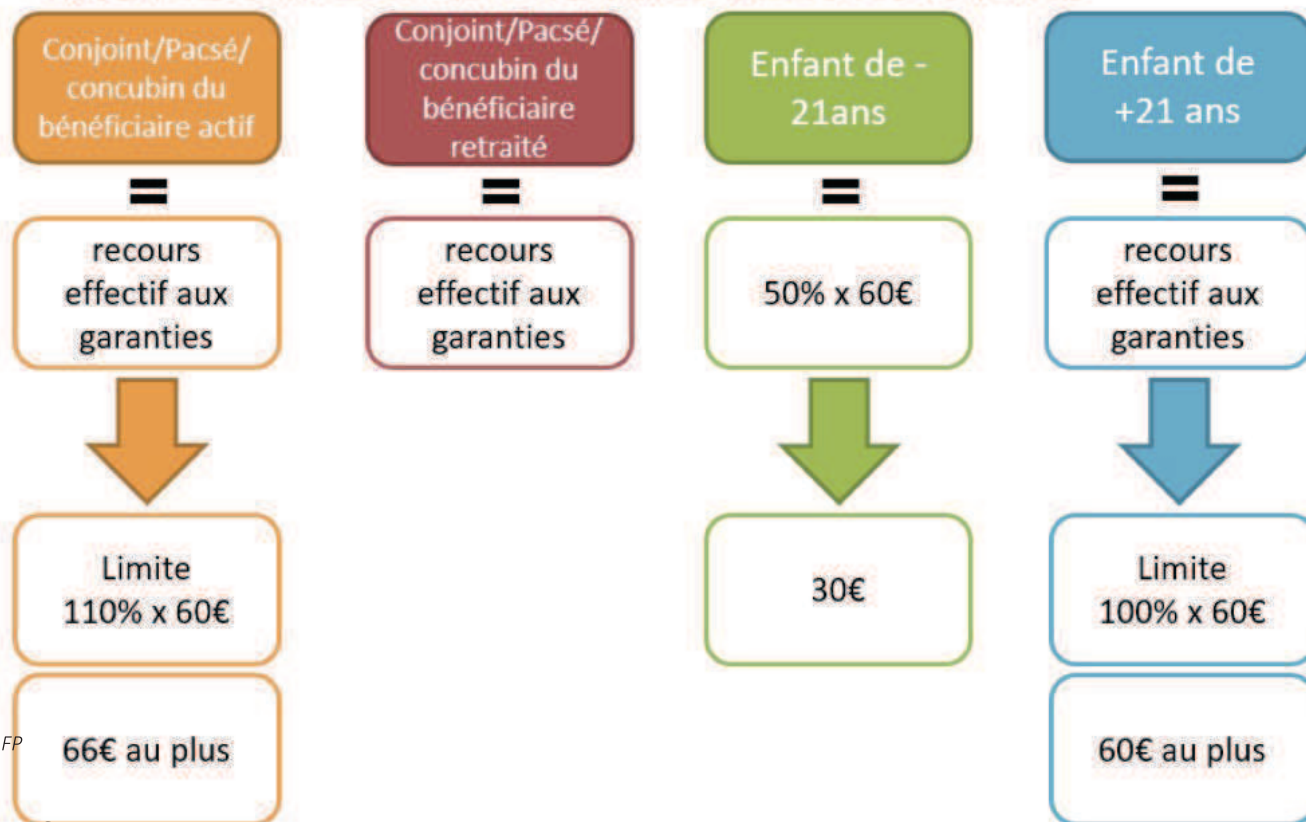 Conjoint/Pacsé/
concubin du
bénéficiaire actif
=
recours
effectif aux
garanties
Limite
110% x 60€
66€ au plus
Conjoint/Pacsé/
concubin du
bénéficiaire
retraité
=
recours
effectif aux
garanties
Enfant de -
21ans
=
50% x 60€
30€
Enfant de
+21 ans
=
recours
effectif aux
garanties
Limite
100% x 60€
60€ au plus
FP